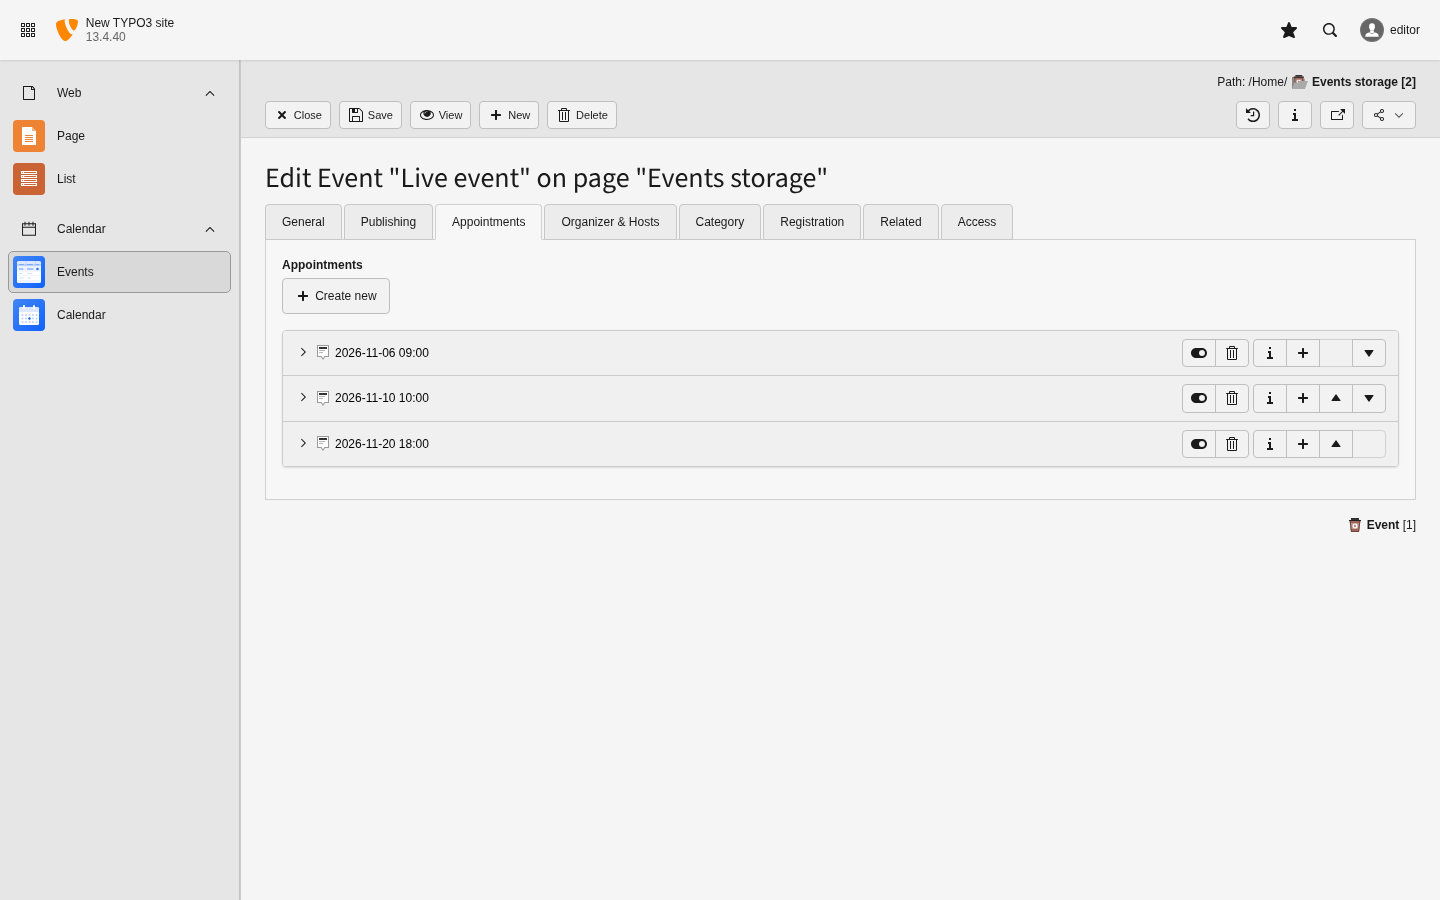 New TYPO3 site
13.4.40
editor
Web
Page
List
Calendar
Events
Calendar
Path: /Home/ Events storage [2]
Close Save View New Delete
Edit Event "Live event" on page "Events storage"
General Publishing Appointments Organizer & Hosts Category Registration Related Access
Appointments
Create new
2026-11-06 09:00
2026-11-10 10:00
2026-11-20 18:00
Event [1]